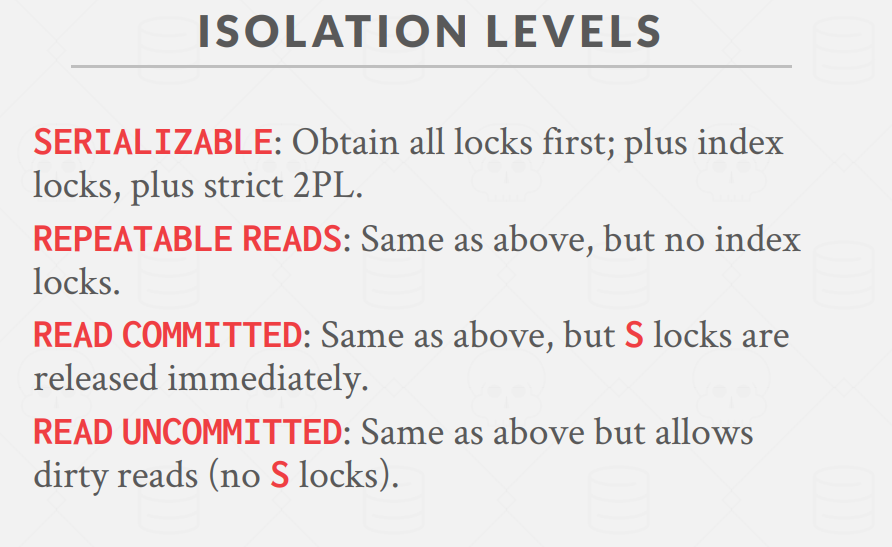 ISOLATION LEVELS
SERIALIZABLE: Obtain all locks first; plus index
locks, plus strict 2PL.
REPEATABLE READS: Same as above, but no index
locks.
READ COMMITTED: Same as above, but S locks are
released immediately.
READ UNCOMMITTED: Same as above but allows
dirty reads (no S locks).